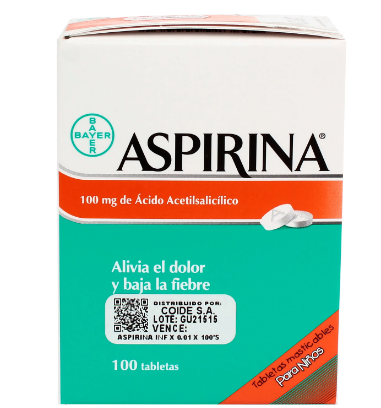 BAYER
BAYER
ASPIRINA®
100 mg de Ácido Acetilsalicílico
Alivia el dolor
y baja la fiebre
DISTRIBUIDO POR:
COIDE S.A.
LOTE: GU21515
VENCE:
ASPIRINA INF X 0.01 X 100'S
100 tabletas
Tabletas masticables
Para Niños